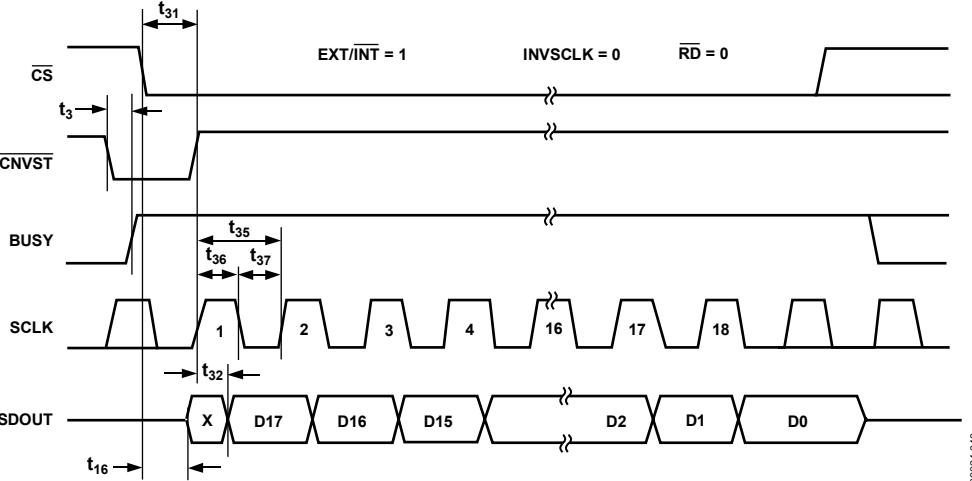 t31
EXT/INT = 1
INVSCLK = 0
RD = 0
CS
t3
CNVST
BUSY
t35
t36
t37
SCLK
1
2
3
4
16
17
18
t32
SDOUT
X
D17
D16
D15
D2
D1
D0
t16